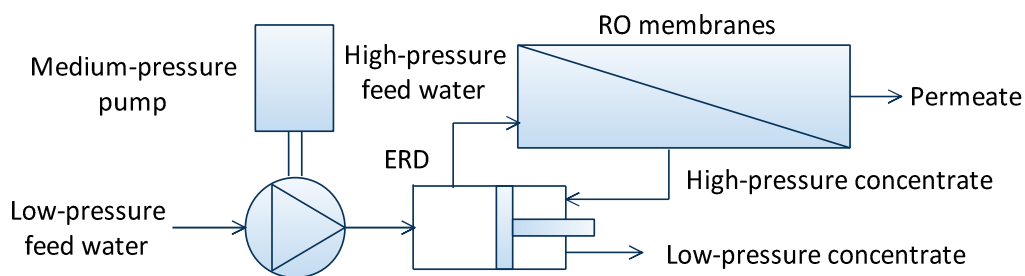 RO membranes
Medium-pressure
pump
High-pressure
feed water
Permeate
ERD
High-pressure concentrate
Low-pressure
feed water
Low-pressure concentrate